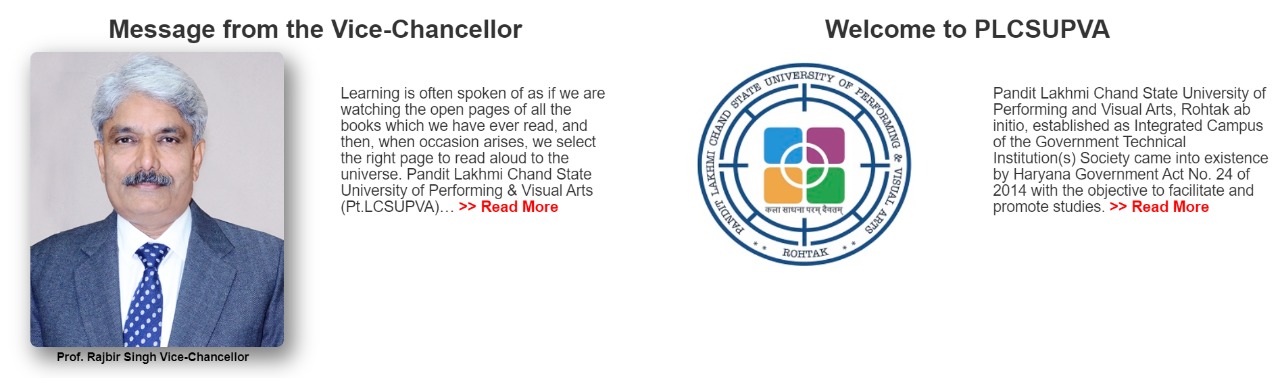 Message from the Vice-Chancellor
Learning is often spoken of as if we are
watching the open pages of all the
books which we have ever read, and
then, when occasion arises, we select
the right page to read aloud to the
universe. Pandit Lakhmi Chand State
University of Performing & Visual Arts
(Pt.LCSUPVA)… >> Read More
Prof. Rajbir Singh Vice-Chancellor
Welcome to PLCSUPVA
PANDIT LAKHMI CHAND STATE UNIVERSITY OF PERFORMING & VISUAL ARTS
कला साधना परम् दैवतम्
* * ROHTAK * *
Pandit Lakhmi Chand State University of
Performing and Visual Arts, Rohtak ab
initio, established as Integrated Campus
of the Government Technical
Institution(s) Society came into existence
by Haryana Government Act No. 24 of
2014 with the objective to facilitate and
promote studies. >> Read More